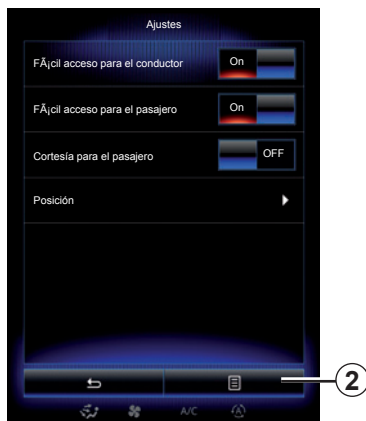 Ajustes
FÃ¡cil acceso para el conductor On
FÃ¡cil acceso para el pasajero On
Cortesía para el pasajero OFF
Posición
2
A/C
A